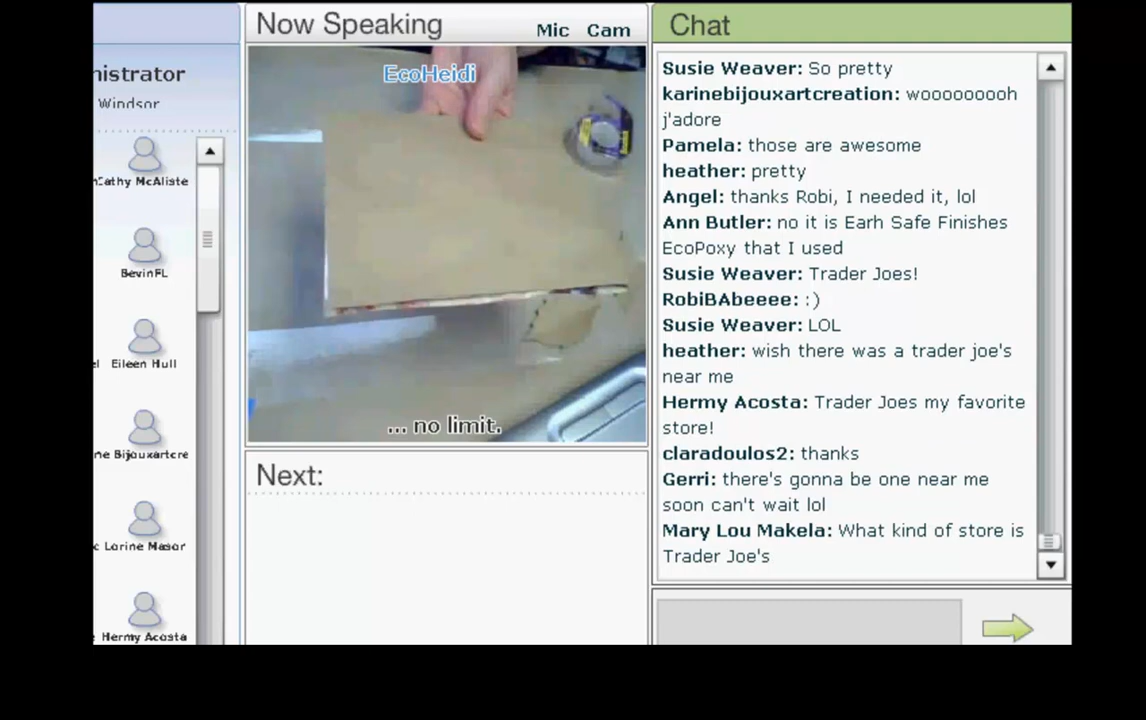 nistrator
Windsor
Cathy McAliste
BevinFL
Eileen Hull
ne Bijouxartcre
Lorine Mason
Hermy Acosta
Now Speaking
Mic Cam
EcoHeidi
... no limit.
Next:
Chat
Susie Weaver: So pretty
karinebijouxartcreation: woooooooh
j'adore
Pamela: those are awesome
heather: pretty
Angel: thanks Robi, I needed it, lol
Ann Butler: no it is Earh Safe Finishes
EcoPoxy that I used
Susie Weaver: Trader Joes!
RobiBAbeeee: :)
Susie Weaver: LOL
heather: wish there was a trader joe's
near me
Hermy Acosta: Trader Joes my favorite
store!
claradoulos2: thanks
Gerri: there's gonna be one near me
soon can't wait lol
Mary Lou Makela: What kind of store is
Trader Joe's